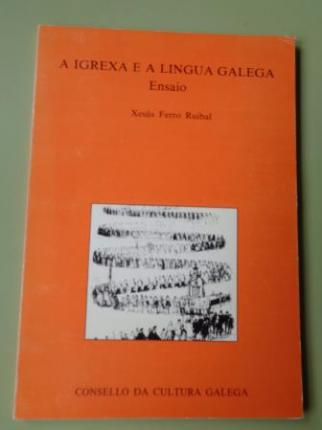 A IGREXA E A LINGUA GALEGA
Ensaio
Xesús Ferro Ruibal
CONSELLO DA CULTURA GALEGA